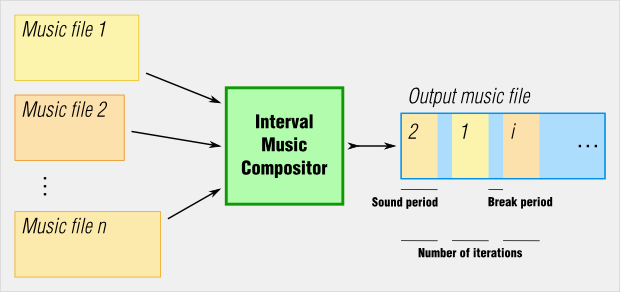 Music file 1
Music file 2
⋮
Music file n
Interval
Music
Compositor
Output music file
2 1 i ...
Sound period
Break period
Number of iterations